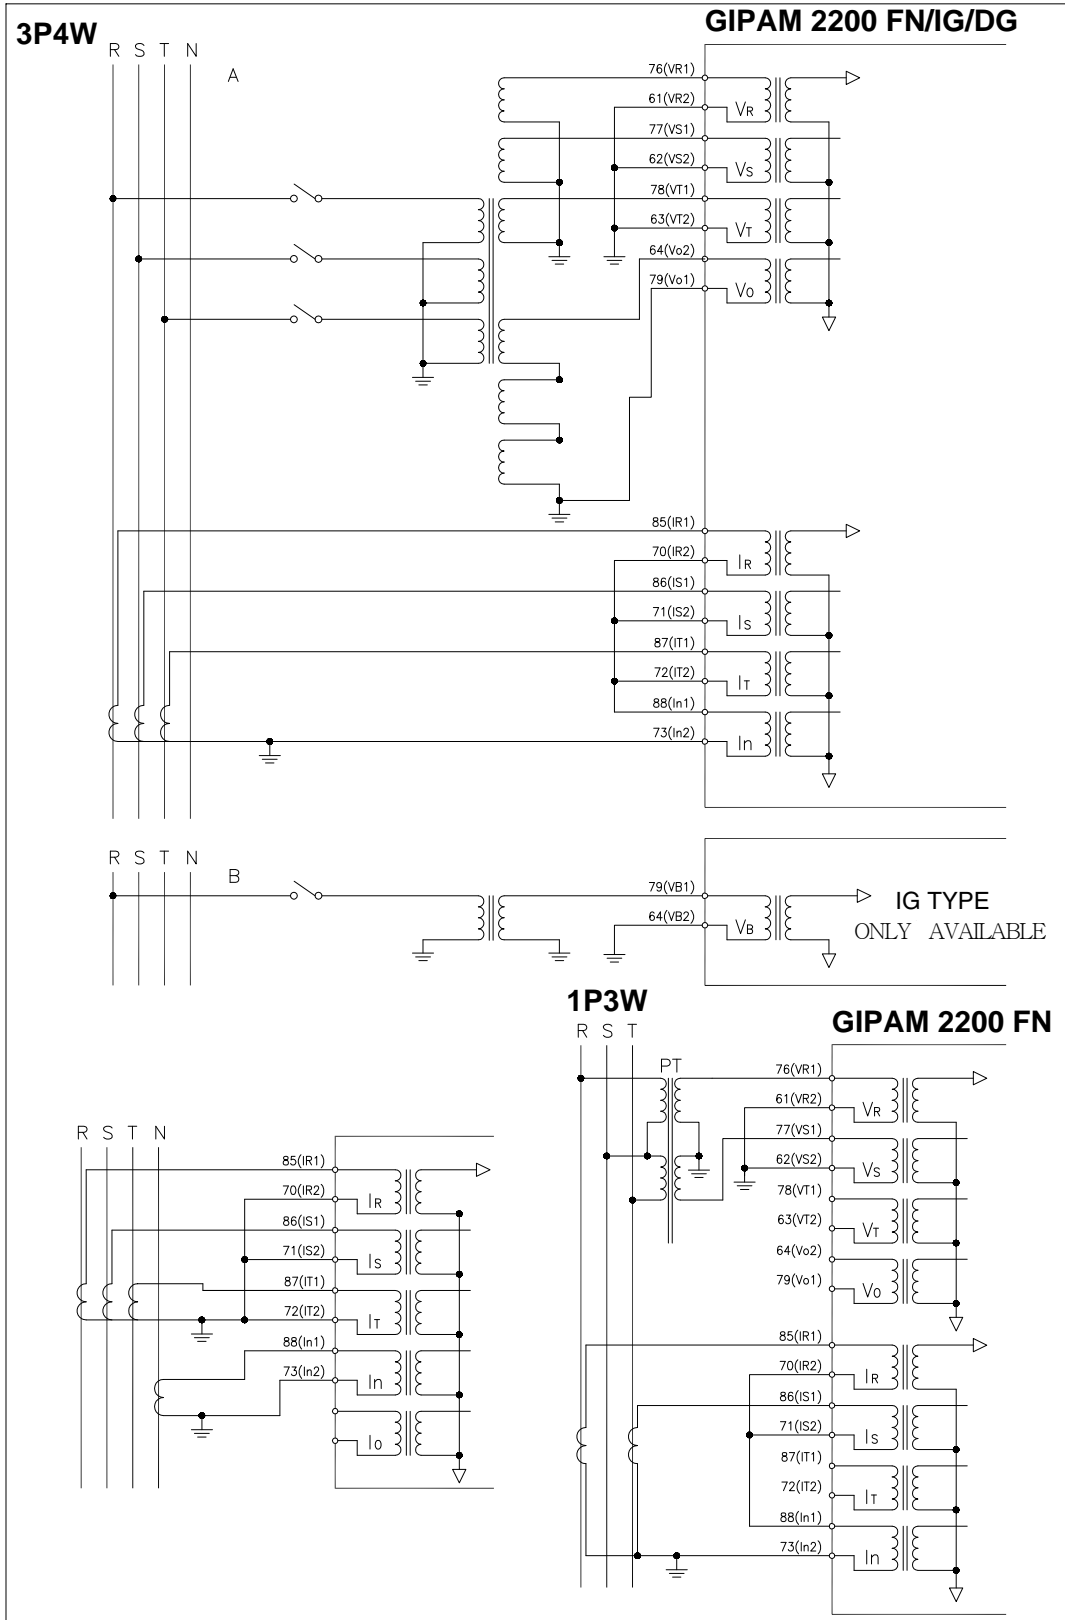 3P4W
GIPAM 2200 FN/IG/DG
R S T N
A
76(VR1)
61(VR2)
VR
77(VS1)
62(VS2)
VS
78(VT1)
63(VT2)
VT
64(Vo2)
79(Vo1)
VO
85(IR1)
70(IR2)
IR
86(IS1)
71(IS2)
IS
87(IT1)
72(IT2)
IT
88(In1)
73(In2)
In
R S T N
B
79(VB1)
64(VB2)
VB
IG TYPE
ONLY AVAILABLE
1P3W
R S T
GIPAM 2200 FN
PT
76(VR1)
61(VR2)
VR
77(VS1)
62(VS2)
VS
78(VT1)
63(VT2)
VT
64(Vo2)
79(Vo1)
VO
85(IR1)
70(IR2)
IR
86(IS1)
71(IS2)
IS
87(IT1)
72(IT2)
IT
88(In1)
73(In2)
In
R S T N
85(IR1)
70(IR2)
IR
86(IS1)
71(IS2)
IS
87(IT1)
72(IT2)
IT
88(In1)
73(In2)
In
Io